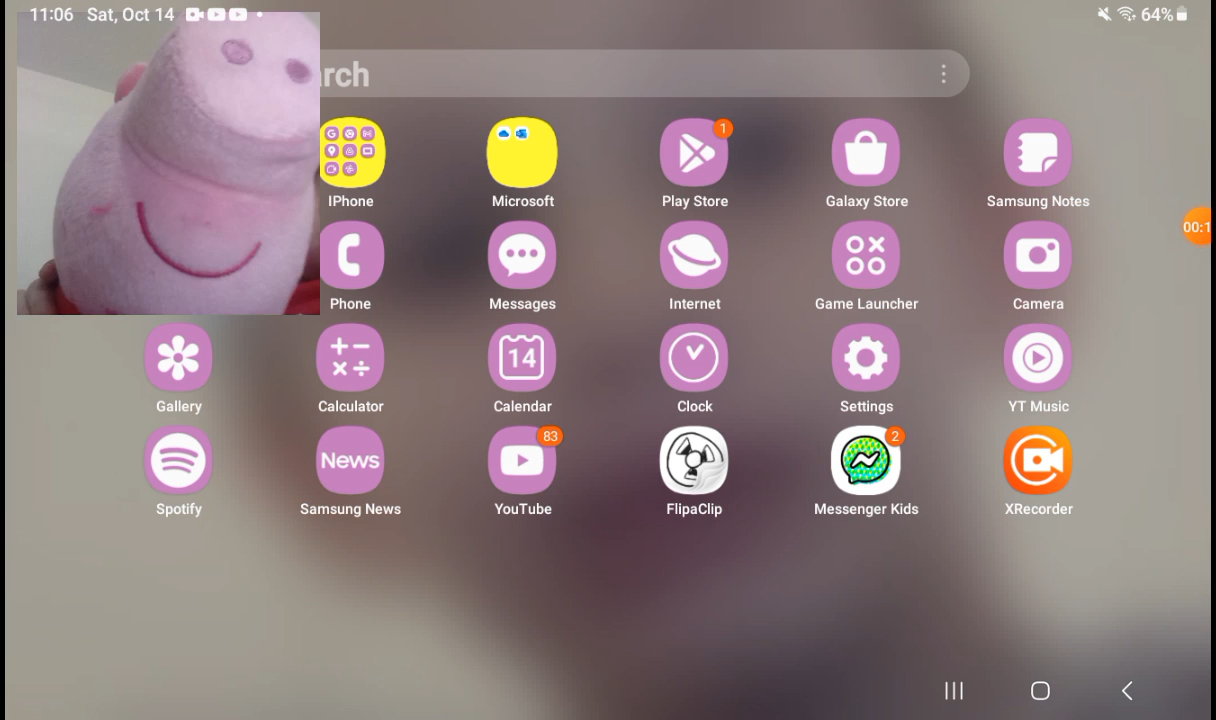 11:06 Sat, Oct 14
64%
arch
1
IPhone
Microsoft
Play Store
Galaxy Store
Samsung Notes
00:1
Phone
Messages
Internet
Game Launcher
Camera
14
Gallery
Calculator
Calendar
Clock
Settings
YT Music
News
83
2
Spotify
Samsung News
YouTube
FlipaClip
Messenger Kids
XRecorder